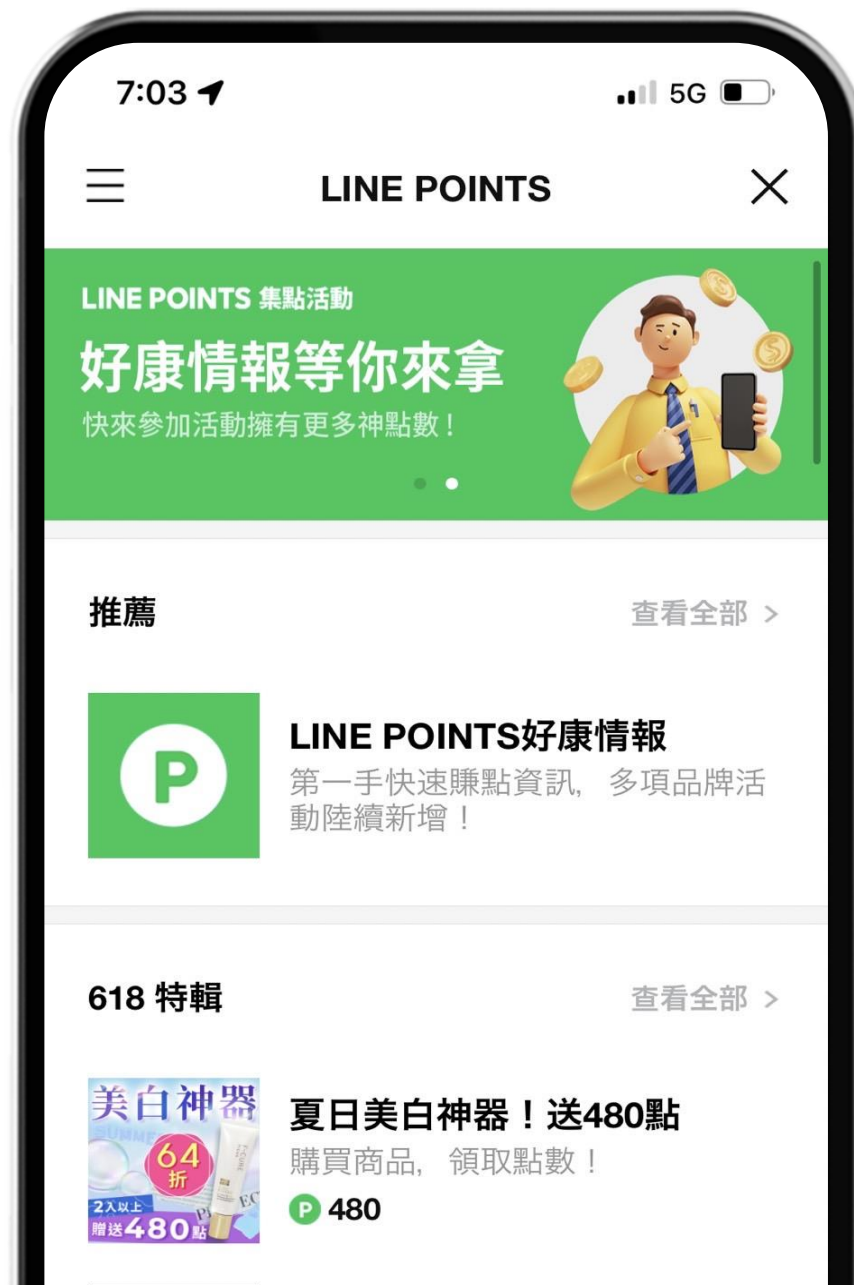 7:03
5G
LINE POINTS
LINE POINTS 集點活動
好康情報等你來拿
快來參加活動擁有更多神點數！
推薦
查看全部 >
P
LINE POINTS好康情報
第一手快速賺點資訊，多項品牌活
動陸續新增！
618 特輯
查看全部 >
美白神器
64
折
2入以上
贈送480點
夏日美白神器！送480點
購買商品，領取點數！
P 480